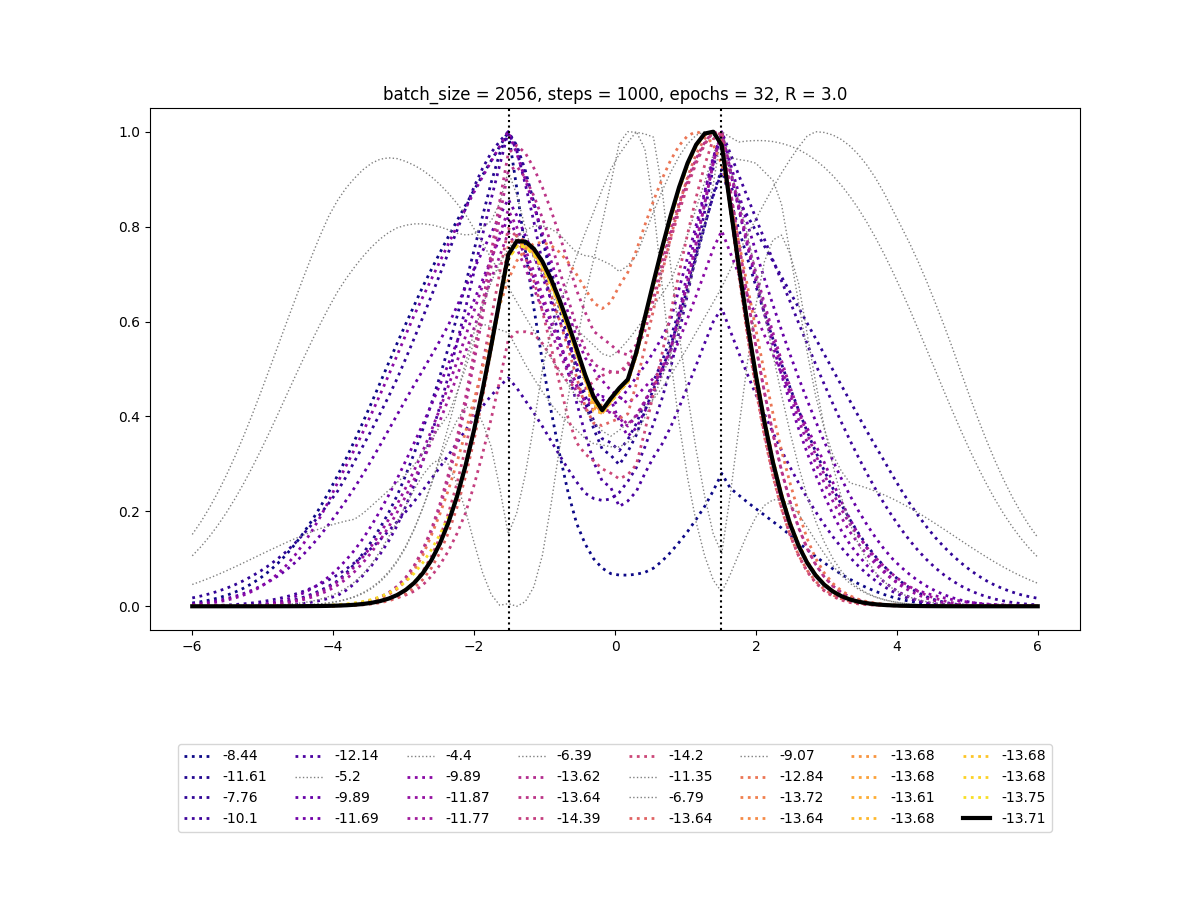 batch_size = 2056, steps = 1000, epochs = 32, R = 3.0
1.0
0.8
0.6
0.4
0.2
0.0
−6 −4 −2 0 2 4 6
-8.44 -12.14 -4.4 -6.39 -14.2 -9.07 -13.68 -13.68
-11.61 -5.2 -9.89 -13.62 -11.35 -12.84 -13.68 -13.68
-7.76 -9.89 -11.87 -13.64 -6.79 -13.72 -13.61 -13.75
-10.1 -11.69 -11.77 -14.39 -13.64 -13.64 -13.68 -13.71